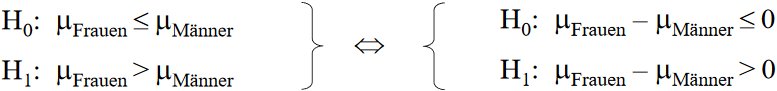 H₀: μ_Frauen ≤ μ_Männer } ⇔ { H₀: μ_Frauen – μ_Männer ≤ 0
H₁: μ_Frauen > μ_Männer } ⇔ { H₁: μ_Frauen – μ_Männer > 0